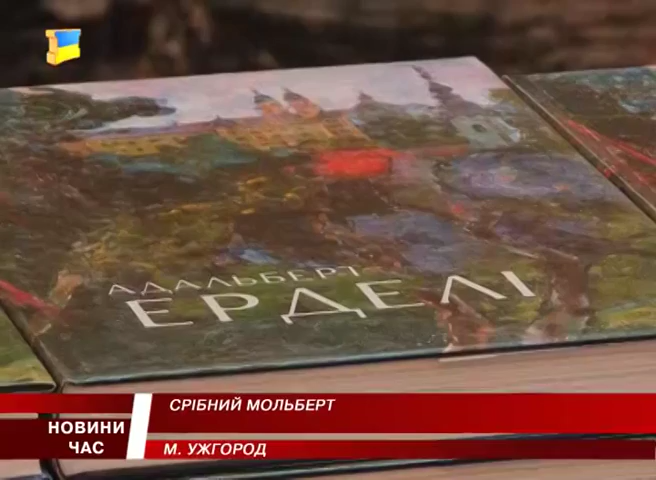 АДАЛЬБЕРТ
ЕРДЕЛІ
СРІБНИЙ МОЛЬБЕРТ
НОВИНИ
ЧАС
М. УЖГОРОД